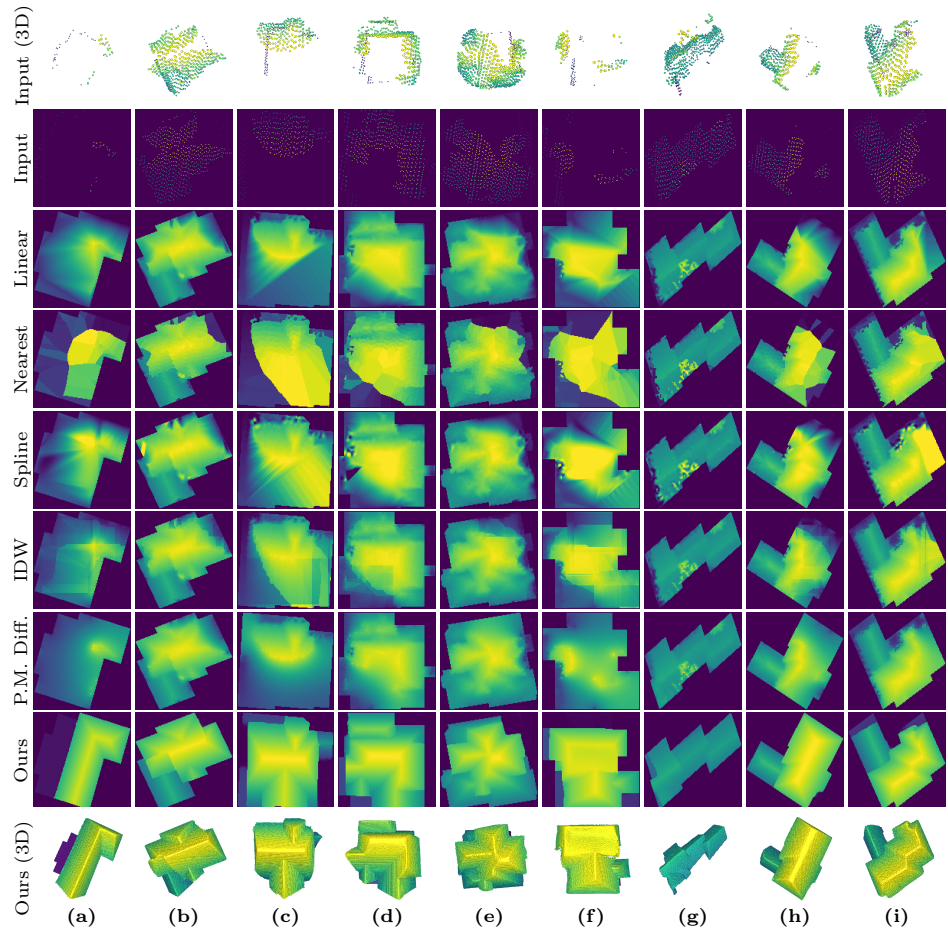 Input (3D)
Input
Linear
Nearest
Spline
IDW
P.M. Diff.
Ours
Ours (3D)
(a) (b) (c) (d) (e) (f) (g) (h) (i)